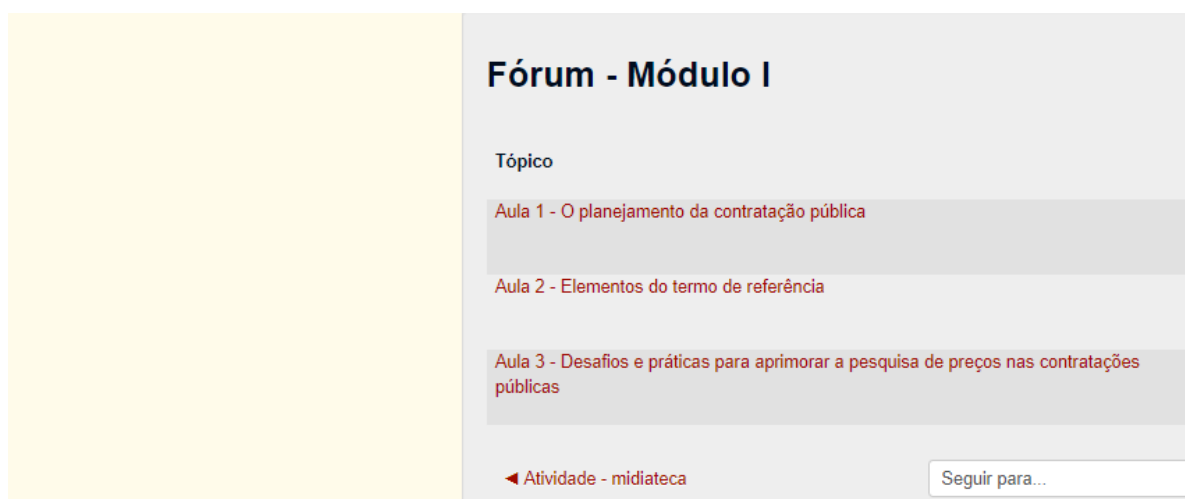 Fórum - Módulo I
Tópico
Aula 1 - O planejamento da contratação pública
Aula 2 - Elementos do termo de referência
Aula 3 - Desafios e práticas para aprimorar a pesquisa de preços nas contratações
públicas
◄ Atividade - midiateca
Seguir para...